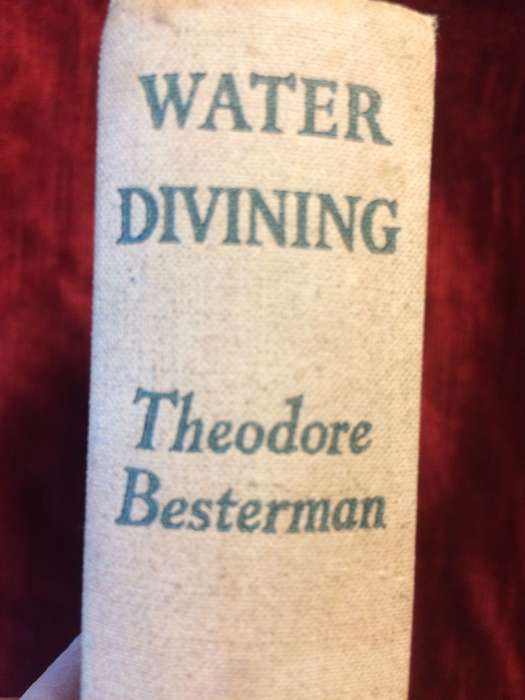 WATER
DIVINING
Theodore
Besterman